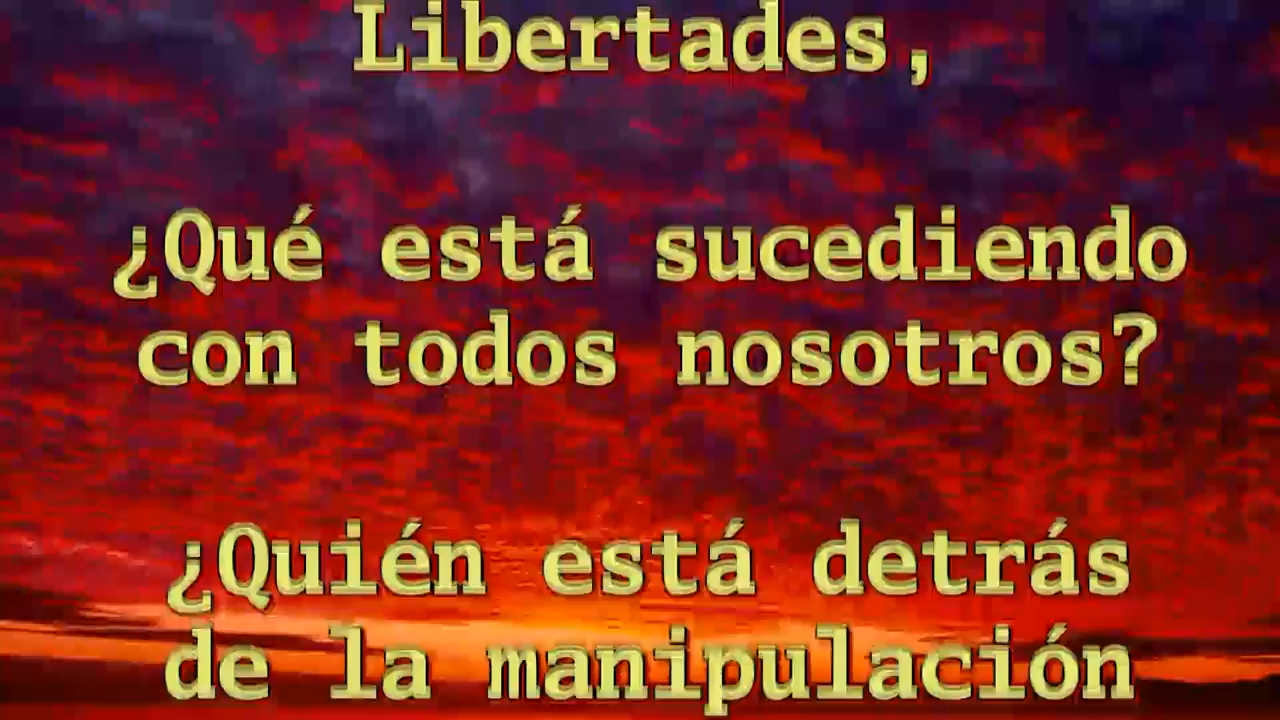 Libertades,
¿Qué está sucediendo
con todos nosotros?
¿Quién está detrás
de la manipulación